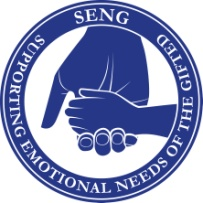 SENG
SUPPORTING EMOTIONAL NEEDS OF THE GIFTED